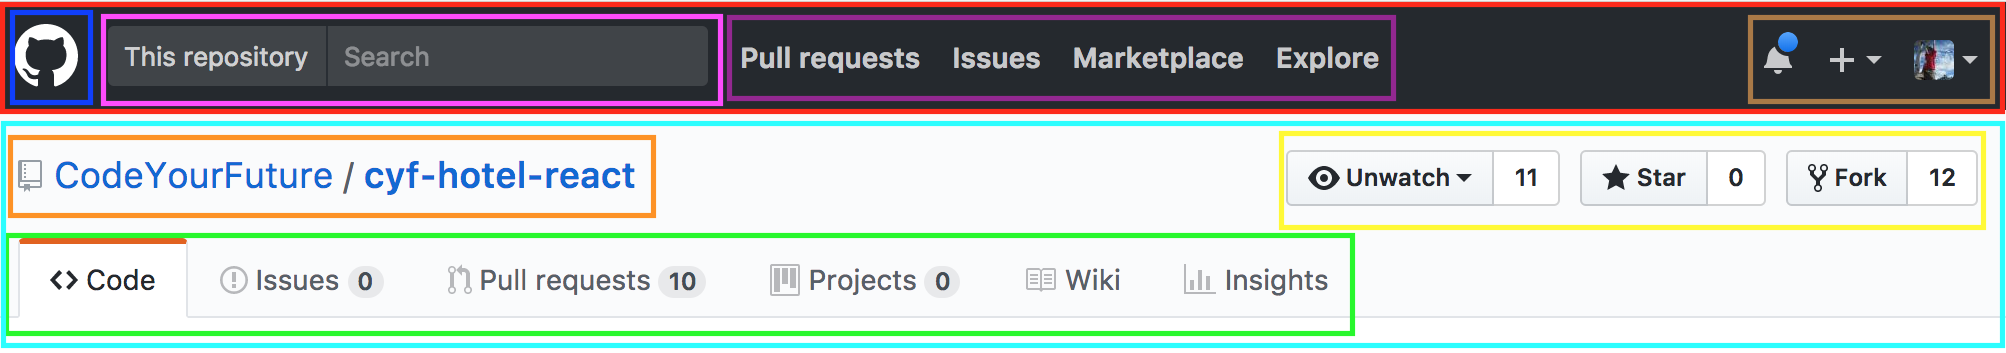 This repository Search Pull requests Issues Marketplace Explore
CodeYourFuture / cyf-hotel-react Unwatch 11 Star 0 Fork 12
Code Issues 0 Pull requests 10 Projects 0 Wiki Insights